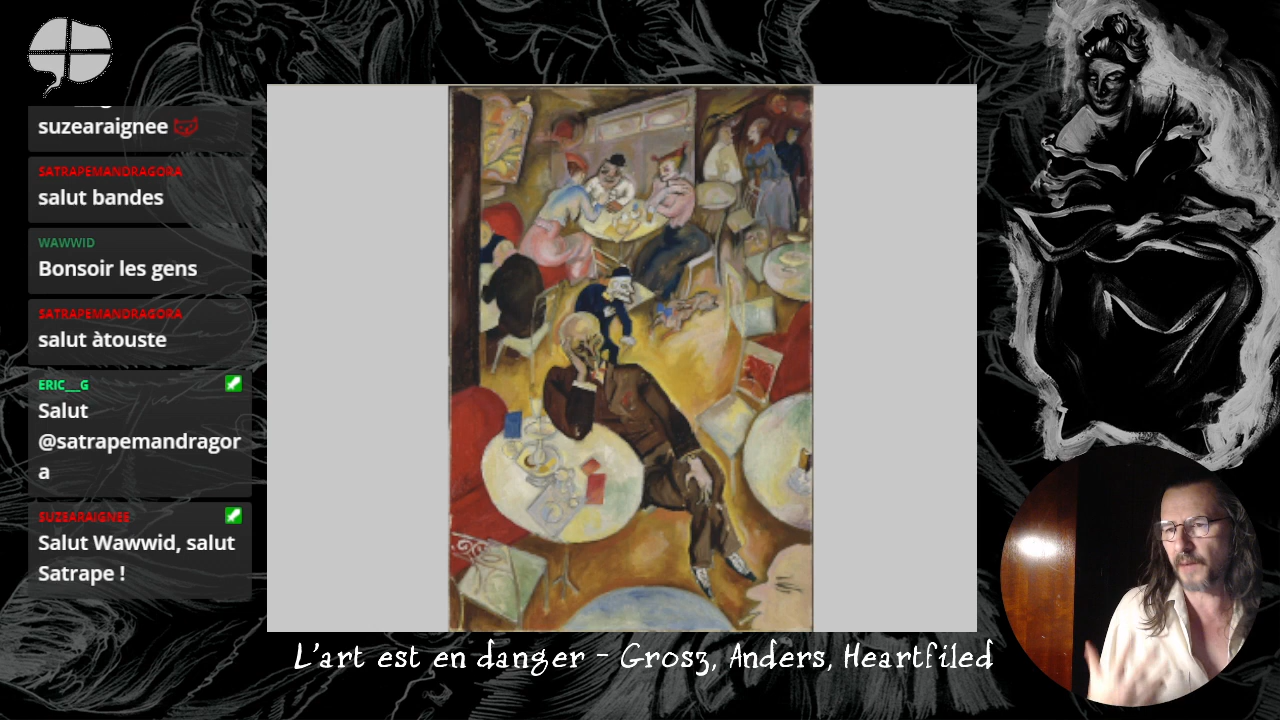 suzearaignee
SATRAPEMANDRAGORA
salut bandes
WAWWID
Bonsoir les gens
SATRAPEMANDRAGORA
salut àtouste
ERIC__G
Salut
@satrapemandragor
a
SUZEARAIGNEE
Salut Wawwid, salut
Satrape !
L'art est en danger - Grosz, Anders, Heartfiled